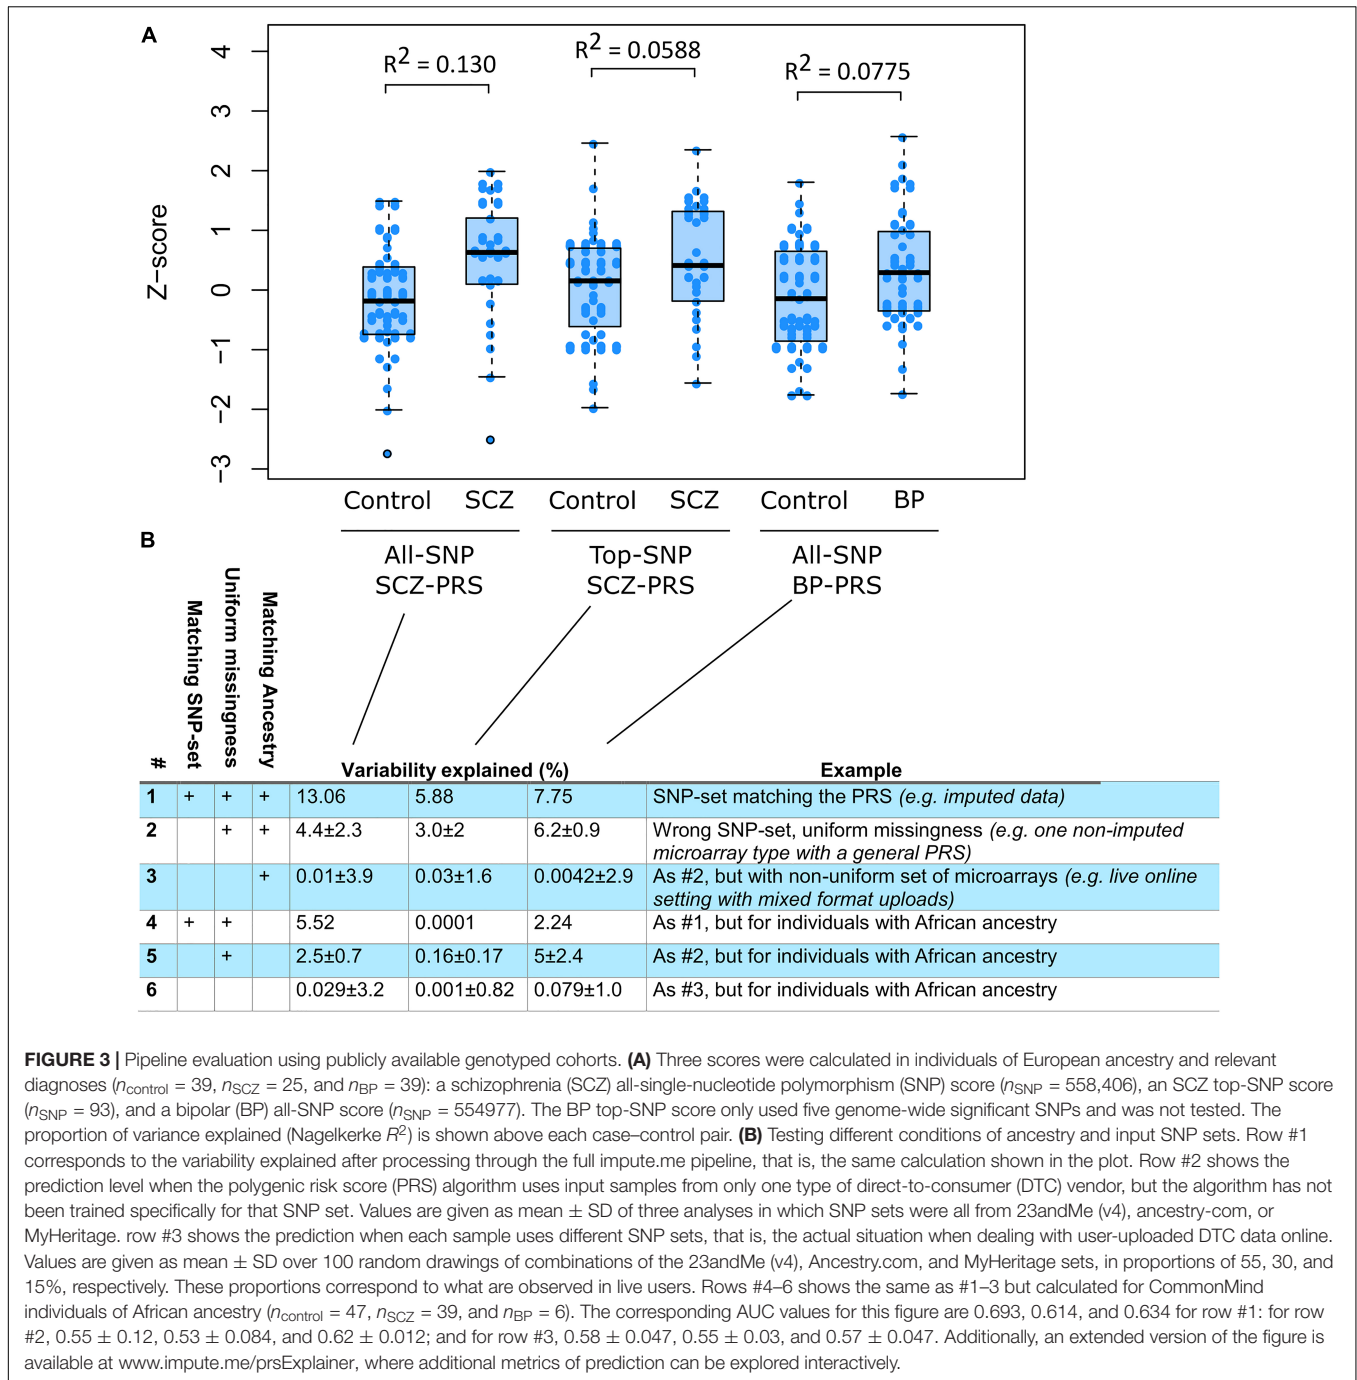 A
R2 = 0.130
R2 = 0.0588
R2 = 0.0775
Z−score
4
3
2
1
0
−1
−2
−3
Control SCZ Control SCZ Control BP
All-SNP
SCZ-PRS
Top-SNP
SCZ-PRS
All-SNP
BP-PRS
B
# Matching SNP-set Uniform missingness Matching Ancestry Variability explained (%) Example
1 + + + 13.06 5.88 7.75 SNP-set matching the PRS (e.g. imputed data)
2 + + 4.4±2.3 3.0±2 6.2±0.9 Wrong SNP-set, uniform missingness (e.g. one non-imputed
microarray type with a general PRS)
3 + 0.01±3.9 0.03±1.6 0.0042±2.9 As #2, but with non-uniform set of microarrays (e.g. live online
setting with mixed format uploads)
4 + + 5.52 0.0001 2.24 As #1, but for individuals with African ancestry
5 + 2.5±0.7 0.16±0.17 5±2.4 As #2, but for individuals with African ancestry
6 0.029±3.2 0.001±0.82 0.079±1.0 As #3, but for individuals with African ancestry
FIGURE 3 | Pipeline evaluation using publicly available genotyped cohorts. (A) Three scores were calculated in individuals of European ancestry and relevant
diagnoses (ncontrol = 39, nSCZ = 25, and nBP = 39): a schizophrenia (SCZ) all-single-nucleotide polymorphism (SNP) score (nSNP = 558,406), an SCZ top-SNP score
(nSNP = 93), and a bipolar (BP) all-SNP score (nSNP = 554977). The BP top-SNP score only used five genome-wide significant SNPs and was not tested. The
proportion of variance explained (Nagelkerke R2) is shown above each case–control pair. (B) Testing different conditions of ancestry and input SNP sets. Row #1
corresponds to the variability explained after processing through the full impute.me pipeline, that is, the same calculation shown in the plot. Row #2 shows the
prediction level when the polygenic risk score (PRS) algorithm uses input samples from only one type of direct-to-consumer (DTC) vendor, but the algorithm has not
been trained specifically for that SNP set. Values are given as mean ± SD of three analyses in which SNP sets were all from 23andMe (v4), ancestry-com, or
MyHeritage. row #3 shows the prediction when each sample uses different SNP sets, that is, the actual situation when dealing with user-uploaded DTC data online.
Values are given as mean ± SD over 100 random drawings of combinations of the 23andMe (v4), Ancestry.com, and MyHeritage sets, in proportions of 55, 30, and
15%, respectively. These proportions correspond to what are observed in live users. Rows #4–6 shows the same as #1–3 but calculated for CommonMind
individuals of African ancestry (ncontrol = 47, nSCZ = 39, and nBP = 6). The corresponding AUC values for this figure are 0.693, 0.614, and 0.634 for row #1: for row
#2, 0.55 ± 0.12, 0.53 ± 0.084, and 0.62 ± 0.012; and for row #3, 0.58 ± 0.047, 0.55 ± 0.03, and 0.57 ± 0.047. Additionally, an extended version of the figure is
available at www.impute.me/prsExplainer, where additional metrics of prediction can be explored interactively.